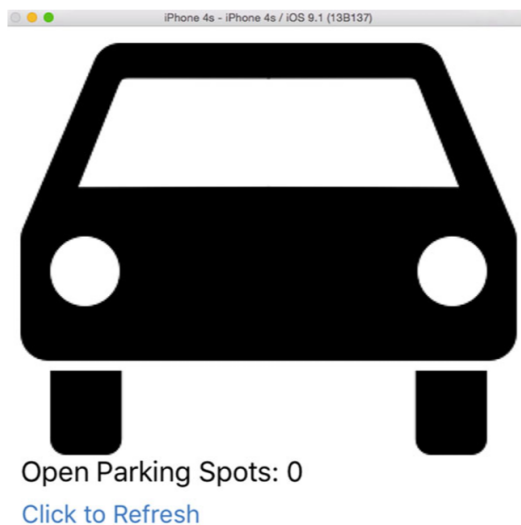 iPhone 4s - iPhone 4s / iOS 9.1 (13B137)
Open Parking Spots: 0
Click to Refresh